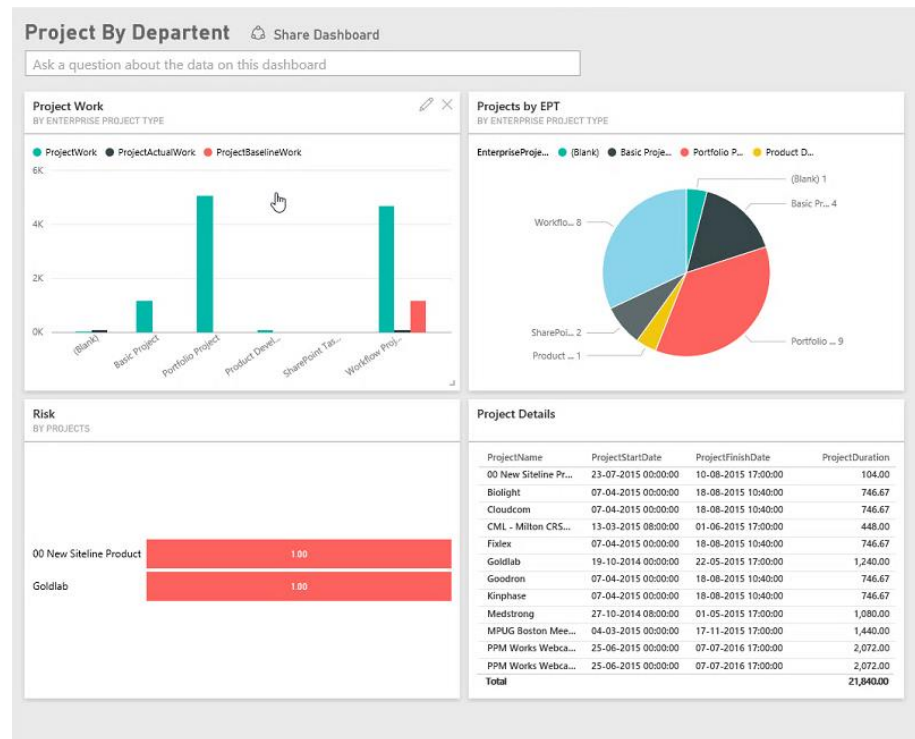 Project By Departent Share Dashboard
Ask a question about the data on this dashboard
Project Work
BY ENTERPRISE PROJECT TYPE
ProjectWork ProjectActualWork ProjectBaselineWork
6K
4K
2K
0K
(Blank) Basic Project Portfolio Project Product Devel... SharePoint Tas... Workflow Proj...
Projects by EPT
BY ENTERPRISE PROJECT TYPE
EnterpriseProje... (Blank) Basic Proje... Portfolio P... Product D...
(Blank) 1
Basic Pr... 4
Workflo... 8
SharePoi... 2
Product ... 1
Portfolio ... 9
Risk
BY PROJECTS
00 New Siteline Product 1.00
Goldlab 1.00
Project Details
ProjectName ProjectStartDate ProjectFinishDate ProjectDuration
00 New Siteline Pr... 23-07-2015 00:00:00 10-08-2015 17:00:00 104.00
Biolight 07-04-2015 00:00:00 18-08-2015 10:40:00 746.67
Cloudcom 07-04-2015 00:00:00 18-08-2015 10:40:00 746.67
CML - Milton CRS... 13-03-2015 08:00:00 01-06-2015 17:00:00 448.00
Fixlex 07-04-2015 00:00:00 18-08-2015 10:40:00 746.67
Goldlab 19-10-2014 00:00:00 22-05-2015 17:00:00 1,240.00
Goodron 07-04-2015 00:00:00 18-08-2015 10:40:00 746.67
Kinphase 07-04-2015 00:00:00 18-08-2015 10:40:00 746.67
Medstrong 27-10-2014 08:00:00 01-05-2015 17:00:00 1,080.00
MPUG Boston Mee... 04-03-2015 00:00:00 17-11-2015 17:00:00 1,440.00
PPM Works Webca... 25-06-2015 00:00:00 07-07-2016 17:00:00 2,072.00
PPM Works Webca... 25-06-2015 00:00:00 07-07-2016 17:00:00 2,072.00
Total 21,840.00